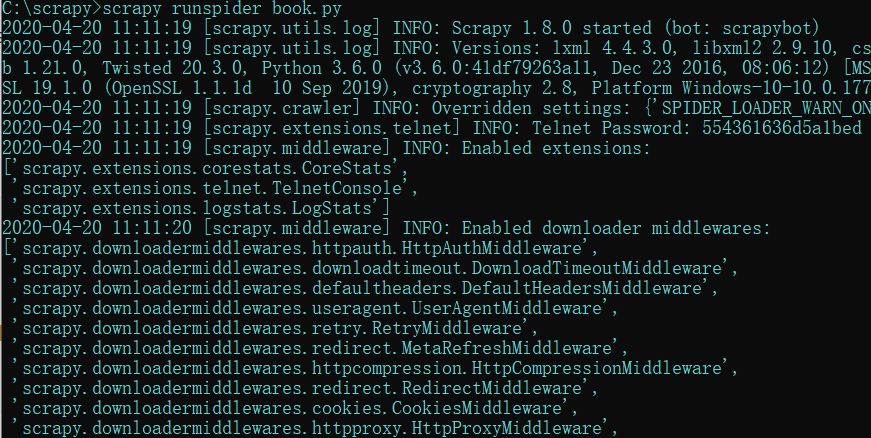 C:\scrapy>scrapy runspider book.py
2020-04-20 11:11:19 [scrapy.utils.log] INFO: Scrapy 1.8.0 started (bot: scrapybot)
2020-04-20 11:11:19 [scrapy.utils.log] INFO: Versions: lxml 4.4.3.0, libxml2 2.9.10, cs
b 1.21.0, Twisted 20.3.0, Python 3.6.0 (v3.6.0:41df79263a11, Dec 23 2016, 08:06:12) [MS
SL 19.1.0 (OpenSSL 1.1.1d  10 Sep 2019), cryptography 2.8, Platform Windows-10-10.0.177
2020-04-20 11:11:19 [scrapy.crawler] INFO: Overridden settings: {'SPIDER_LOADER_WARN_ON
2020-04-20 11:11:19 [scrapy.extensions.telnet] INFO: Telnet Password: 554361636d5a1bed
2020-04-20 11:11:19 [scrapy.middleware] INFO: Enabled extensions:
['scrapy.extensions.corestats.CoreStats',
 'scrapy.extensions.telnet.TelnetConsole',
 'scrapy.extensions.logstats.LogStats']
2020-04-20 11:11:20 [scrapy.middleware] INFO: Enabled downloader middlewares:
['scrapy.downloadermiddlewares.httpauth.HttpAuthMiddleware',
 'scrapy.downloadermiddlewares.downloadtimeout.DownloadTimeoutMiddleware',
 'scrapy.downloadermiddlewares.defaultheaders.DefaultHeadersMiddleware',
 'scrapy.downloadermiddlewares.useragent.UserAgentMiddleware',
 'scrapy.downloadermiddlewares.retry.RetryMiddleware',
 'scrapy.downloadermiddlewares.redirect.MetaRefreshMiddleware',
 'scrapy.downloadermiddlewares.httpcompression.HttpCompressionMiddleware',
 'scrapy.downloadermiddlewares.redirect.RedirectMiddleware',
 'scrapy.downloadermiddlewares.cookies.CookiesMiddleware',
 'scrapy.downloadermiddlewares.httpproxy.HttpProxyMiddleware',